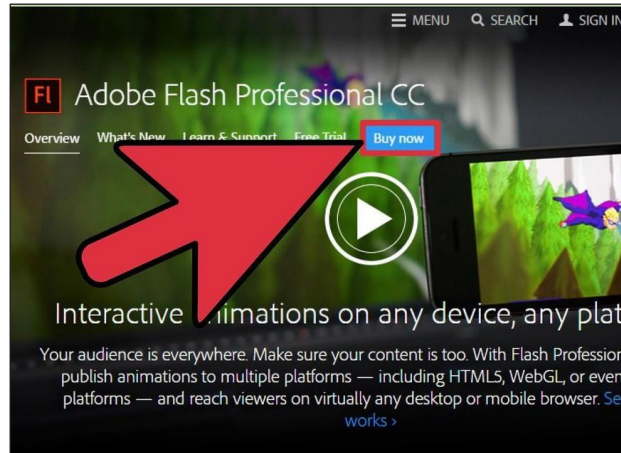 MENU SEARCH SIGN IN
Fl Adobe Flash Professional CC
Overview What's New Learn & Support Free Trial Buy now
Interactive on any device, any plat
Your audience is everywhere. Make sure your content is too. With Flash Profession
publish animations to multiple platforms — including HTML5, WebGL, or even
platforms — and reach viewers on virtually any desktop or mobile browser. Se
works ›